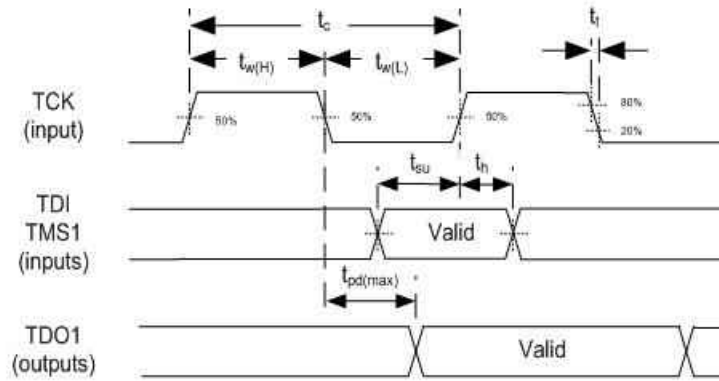 tc
tf
tw(H)
tw(L)
TCK
(input)
50%
50%
50%
80%
20%
tsu
th
TDI
TMS1
(inputs)
Valid
tpd(max)
TDO1
(outputs)
Valid